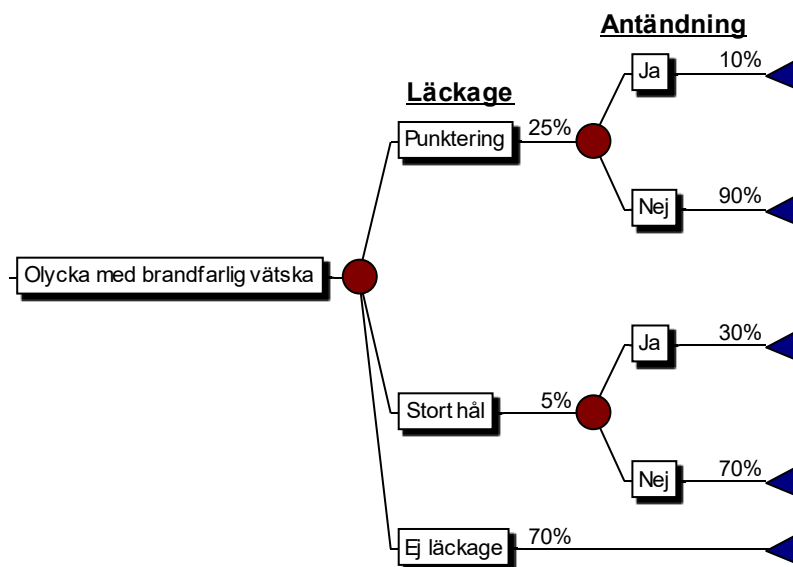 Antändning
Ja 10%
Läckage
Punktering 25%
Nej 90%
Olycka med brandfarlig vätska
Ja 30%
Stort hål 5%
Nej 70%
Ej läckage 70%